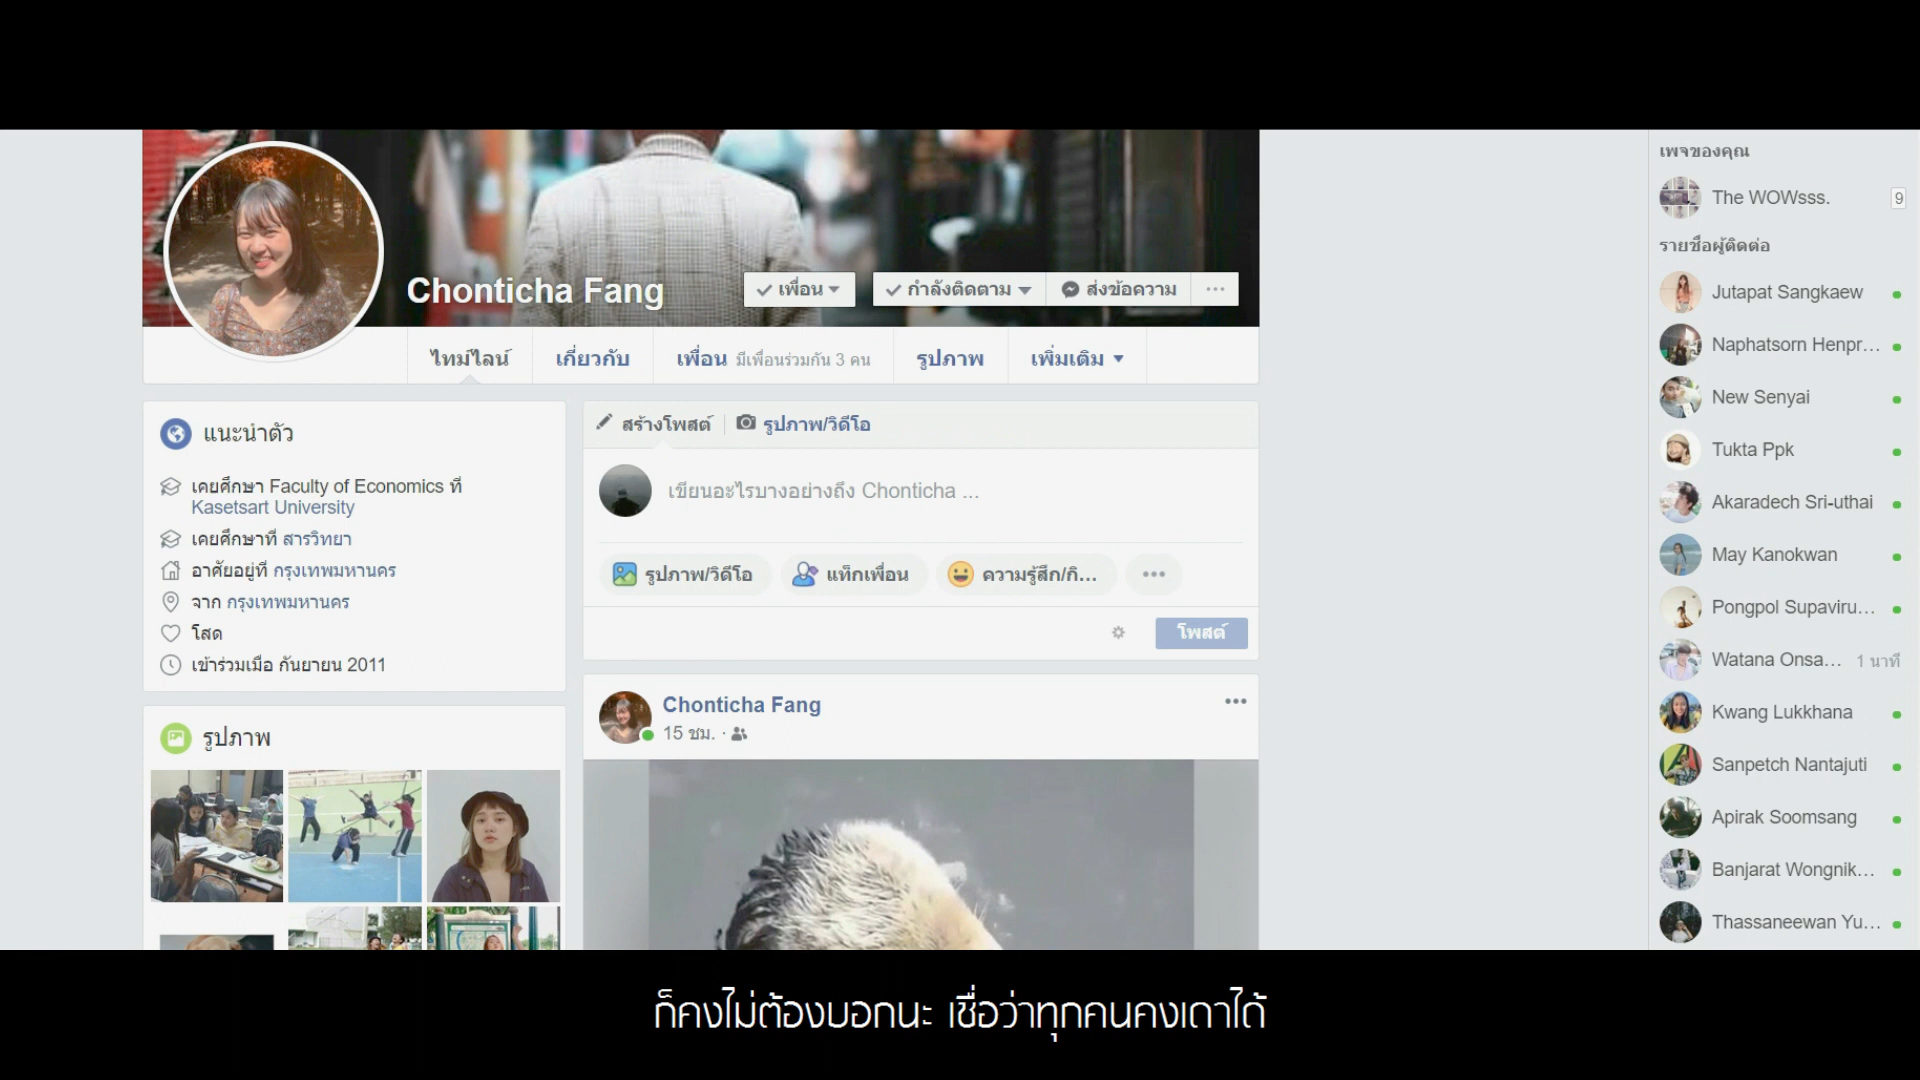 Chonticha Fang
เพื่อน
กำลังติดตาม
ส่งข้อความ
ไทม์ไลน์
เกี่ยวกับ
เพื่อน มีเพื่อนร่วมกัน 3 คน
รูปภาพ
เพิ่มเติม
แนะนำตัว
เคยศึกษา Faculty of Economics ที่
Kasetsart University
เคยศึกษาที่ สารวิทยา
อาศัยอยู่ที่ กรุงเทพมหานคร
จาก กรุงเทพมหานคร
โสด
เข้าร่วมเมื่อ กันยายน 2011
รูปภาพ
สร้างโพสต์
รูปภาพ/วิดีโอ
เขียนอะไรบางอย่างถึง Chonticha ...
รูปภาพ/วิดีโอ
แท็กเพื่อน
ความรู้สึก/กิ...
โพสต์
Chonticha Fang
15 ชม.
เพจของคุณ
The WOWsss. 9
รายชื่อผู้ติดต่อ
Jutapat Sangkaew
Naphatsorn Henpr...
New Senyai
Tukta Ppk
Akaradech Sri-uthai
May Kanokwan
Pongpol Supaviru...
Watana Onsa... 1 นาที
Kwang Lukkhana
Sanpetch Nantajuti
Apirak Soomsang
Banjarat Wongnik...
Thassaneewan Yu...
ก็คงไม่ต้องบอกนะ เชื่อว่าทุกคนคงเดาได้